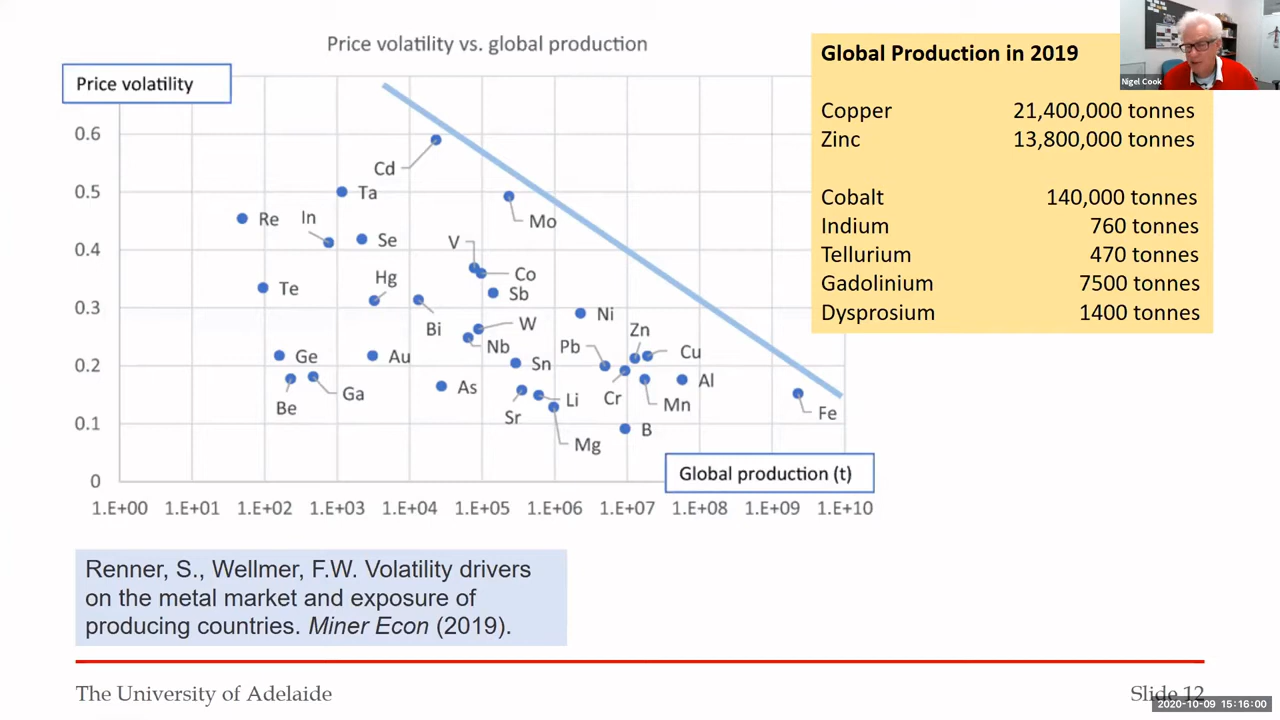 Price volatility vs. global production
Price volatility
0.6
0.5
0.4
0.3
0.2
0.1
0
Cd
Ta
Re
In
Se
Mo
V
Co
Te
Hg
Bi
Sb
Ni
W
Nb
Zn
Pb
Cu
Ge
Au
Sn
Be
Ga
As
Sr
Li
Cr
Al
Mn
Fe
Mg
B
Global production (t)
1.E+00 1.E+01 1.E+02 1.E+03 1.E+04 1.E+05 1.E+06 1.E+07 1.E+08 1.E+09 1.E+10
Global Production in 2019
Copper 21,400,000 tonnes
Zinc 13,800,000 tonnes
Cobalt 140,000 tonnes
Indium 760 tonnes
Tellurium 470 tonnes
Gadolinium 7500 tonnes
Dysprosium 1400 tonnes
Nigel Cook
Renner, S., Wellmer, F.W. Volatility drivers
on the metal market and exposure of
producing countries. Miner Econ (2019).
The University of Adelaide
Slide 12
2020-10-09 15:16:00